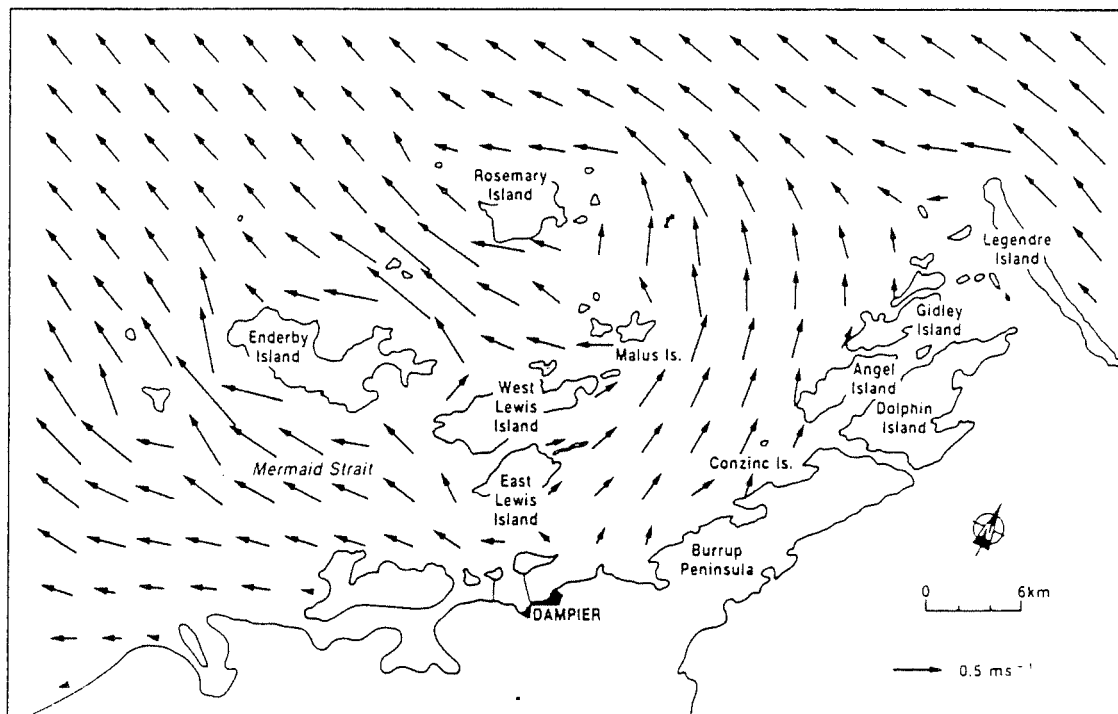 Rosemary
Island
Legendre
Island
Gidley
Island
Enderby
Island
Malus Is.
Angel
Island
West
Lewis
Island
Dolphin
Island
Mermaid Strait
Conzinc Is.
East
Lewis
Island
Burrup
Peninsula
DAMPIER
N
0 6km
0.5 ms⁻¹